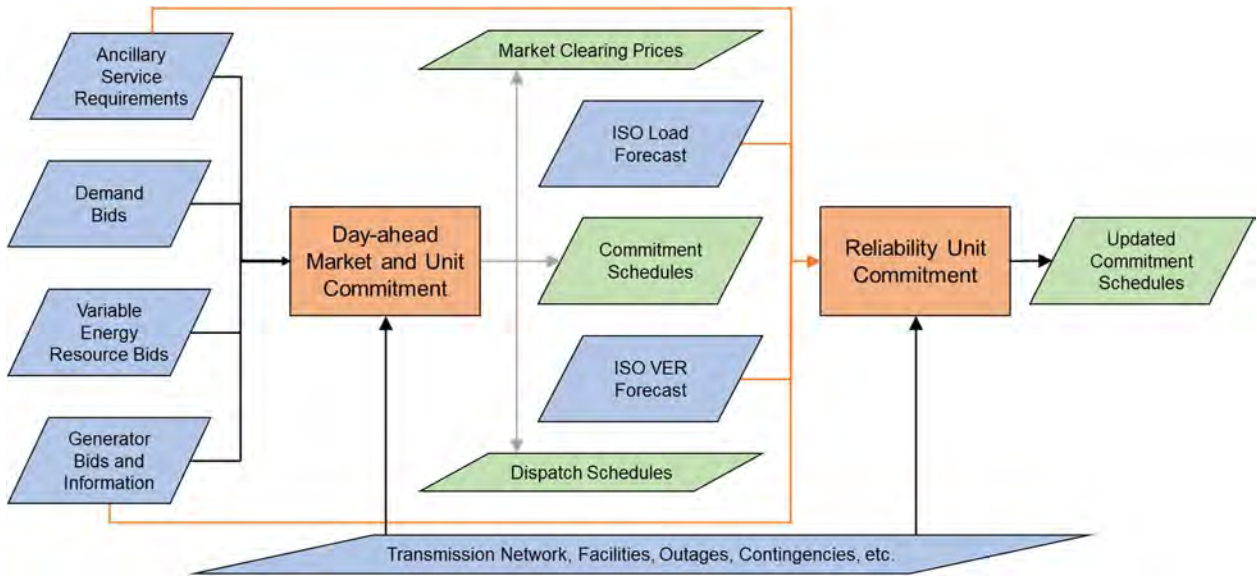 Ancillary
Service
Requirements
Demand
Bids
Variable
Energy
Resource Bids
Generator
Bids and
Information
Day-ahead
Market and Unit
Commitment
Market Clearing Prices
ISO Load
Forecast
Commitment
Schedules
ISO VER
Forecast
Dispatch Schedules
Reliability Unit
Commitment
Updated
Commitment
Schedules
Transmission Network, Facilities, Outages, Contingencies, etc.